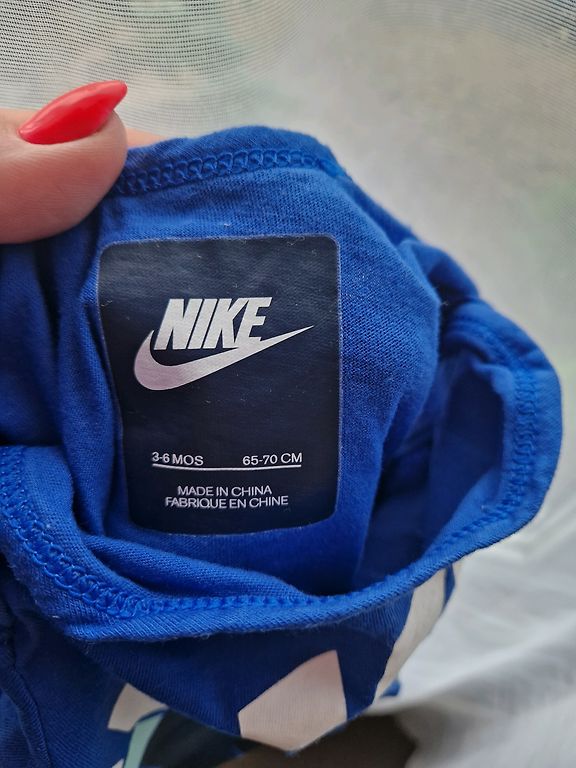 NIKE
3-6 MOS 65-70 CM
MADE IN CHINA
FABRIQUE EN CHINE